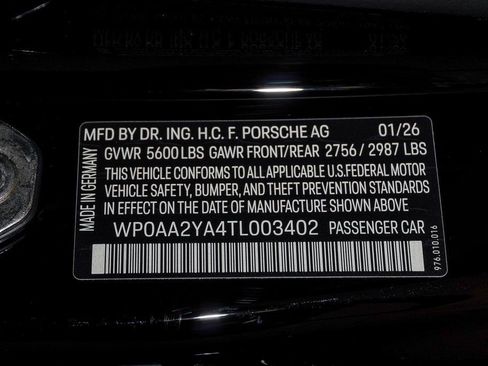 MFD BY DR. ING. H.C. F. PORSCHE AG 01/26
GVWR 5600 LBS GAWR FRONT/REAR 2756 / 2987 LBS
THIS VEHICLE CONFORMS TO ALL APPLICABLE U.S.FEDERAL MOTOR
VEHICLE SAFETY, BUMPER, AND THEFT PREVENTION STANDARDS
IN EFFECT ON THE DATE OF MANUFACTURE SHOWN ABOVE
WP0AA2YA4TL003402 PASSENGER CAR
MADE IN GERMANY
976.010.016